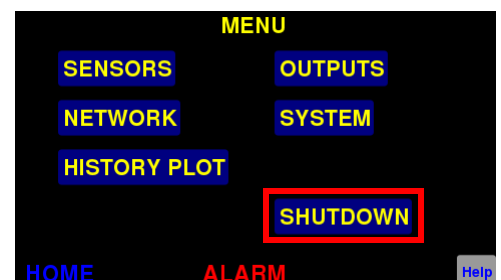 MENU
SENSORS OUTPUTS
NETWORK SYSTEM
HISTORY PLOT
SHUTDOWN
HOME ALARM Help